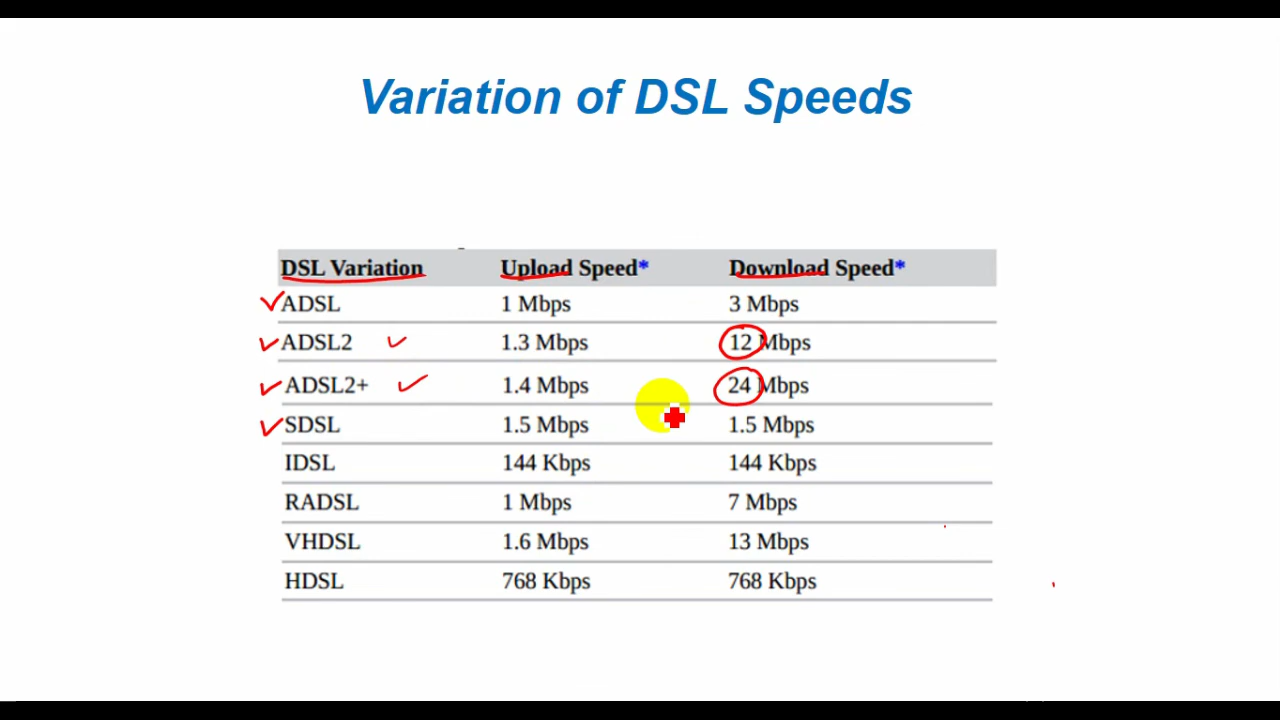 Variation of DSL Speeds
DSL Variation Upload Speed* Download Speed*
ADSL 1 Mbps 3 Mbps
ADSL2 1.3 Mbps 12 Mbps
ADSL2+ 1.4 Mbps 24 Mbps
SDSL 1.5 Mbps 1.5 Mbps
IDSL 144 Kbps 144 Kbps
RADSL 1 Mbps 7 Mbps
VHDSL 1.6 Mbps 13 Mbps
HDSL 768 Kbps 768 Kbps